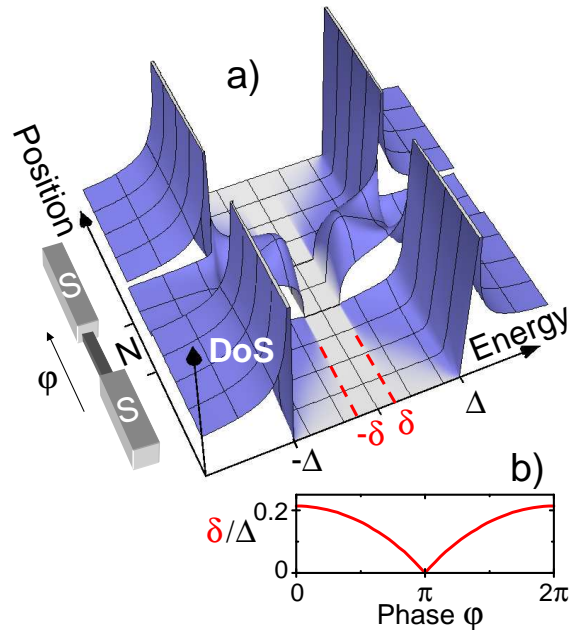 a)
Position
S
N
S
φ
DoS
Energy
-Δ
-δ
δ
Δ
b)
δ/Δ
0.2
0
0
π
2π
Phase φ